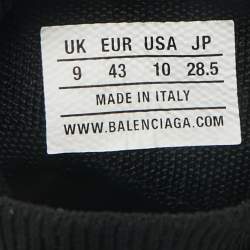 UK EUR USA JP
9 43 10 28.5
MADE IN ITALY
WWW.BALENCIAGA.COM